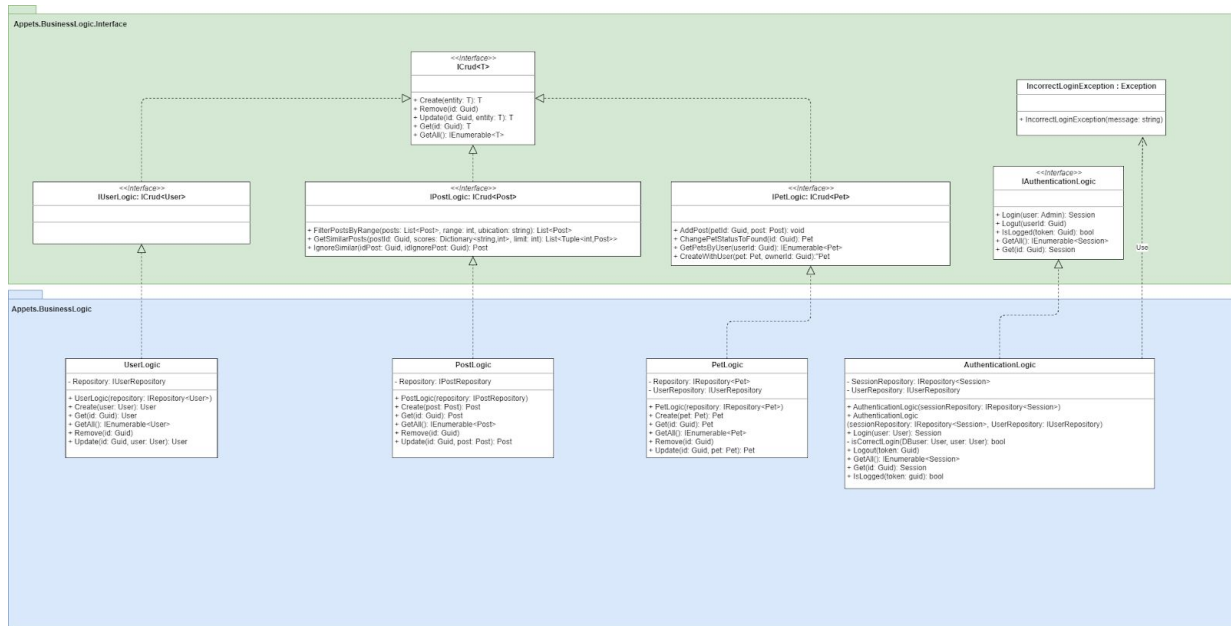 Appets.BusinessLogic.Interface
<<Interface>>
ICrud<T>
+ Create(entity: T): T
+ Remove(id: Guid)
+ Update(id: Guid, entity: T): T
+ Get(id: Guid): T
+ GetAll(): IEnumerable<T>
IncorrectLoginException : Exception
+ IncorrectLoginException(message: string)
<<Interface>>
IUserLogic: ICrud<User>
<<Interface>>
IPostLogic: ICrud<Post>
+ FilterPostsByRange(posts: List<Post>, range: int, ubication: string): List<Post>
+ GetSimilarPosts(postId: Guid, scores: Dictionary<string,int>, limit: int): List<Tuple<int,Post>>
+ IgnoreSimilar(idPost: Guid, idIgnorePost: Guid): Post
<<Interface>>
IPetLogic: ICrud<Pet>
+ AddPost(petId: Guid, post: Post): void
+ ChangePetStatusToFound(id: Guid): Pet
+ GetPetsByUser(userId: Guid): IEnumerable<Pet>
+ CreateWithUser(pet: Pet, ownerId: Guid):"Pet
<<Interface>>
IAuthenticationLogic
+ Login(user: Admin): Session
+ Logut(userId: Guid)
+ IsLogged(token: Guid): bool
+ GetAll(): IEnumerable<Session>
+ Get(id: Guid): Session
Use
Appets.BusinessLogic
UserLogic
- Repository: IUserRepository
+ UserLogic(repository: IRepository<User>)
+ Create(user: User): User
+ Get(id: Guid): User
+ GetAll(): IEnumerable<User>
+ Remove(id: Guid)
+ Update(id: Guid, user: User): User
PostLogic
- Repository: IPostRepository
+ PostLogic(repository: IPostRepository)
+ Create(post: Post): Post
+ Get(id: Guid): Post
+ GetAll(): IEnumerable<Post>
+ Remove(id: Guid)
+ Update(id: Guid, post: Post): Post
PetLogic
- Repository: IRepository<Pet>
- UserRepository: IUserRepository
+ PetLogic(repository: IRepository<Pet>)
+ Create(pet: Pet): Pet
+ Get(id: Guid): Pet
+ GetAll(): IEnumerable<Pet>
+ Remove(id: Guid)
+ Update(id: Guid, pet: Pet): Pet
AuthenticationLogic
- SessionRepository: IRepository<Session>
- UserRepository: IUserRepository
+ AuthenticationLogic(sessionRepository: IRepository<Session>)
+ AuthenticationLogic
(sessionRepository: IRepository<Session>, UserRepository: IUserRepository)
+ Login(user: User): Session
- isCorrectLogin(DBuser: User, user: User): bool
+ Logout(token: Guid)
+ GetAll(): IEnumerable<Session>
+ Get(id: Guid): Session
+ IsLogged(token: guid): bool